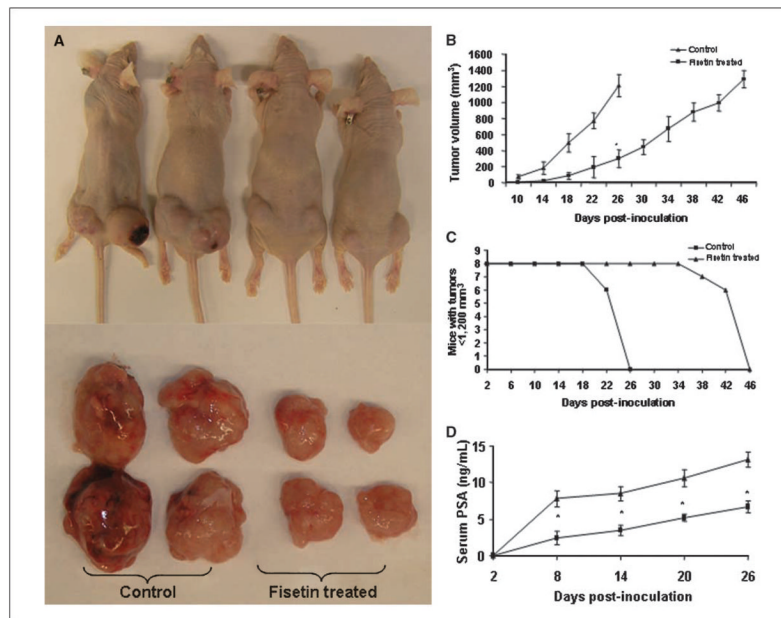 A
Control
Fisetin treated
B
Control
Fisetin treated
Tumor volume (mm³)
1600
1400
1200
1000
800
600
400
200
0
10 14 18 22 26 30 34 38 42 46
Days post-inoculation
C
Control
Fisetin treated
Mice with tumors
<1,200 mm³
9
8
7
6
5
4
3
2
1
0
2 6 10 14 18 22 26 30 34 38 42 46
Days post-inoculation
D
Serum PSA (ng/mL)
15
10
5
0
2 8 14 20 26
Days post-inoculation